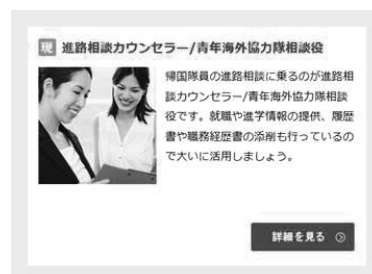 現 進路相談カウンセラー/青年海外協力隊相談役
帰国隊員の進路相談に乗るのが進路相
談カウンセラー/青年海外協力隊相談
役です。就職や進学情報の提供、履歴
書や職務経歴書の添削も行っているの
で大いに活用しましょう。
詳細を見る